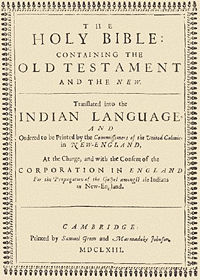 THE
HOLY BIBLE:
CONTAINING THE
OLD TESTAMENT
AND THE NEW.
Translated into the
INDIAN LANGUAGE
AND
Ordered to be Printed by the Commissioners of the United Colonies
in NEW-ENGLAND,
At the Charge, and with the Consent of the
CORPORATION IN ENGLAND
For the Propagation of the Gospel amongst the Indians
in New-England.
CAMBRIDGE:
Printed by Samuel Green and Marmaduke Johnson.
MDCLXIII.